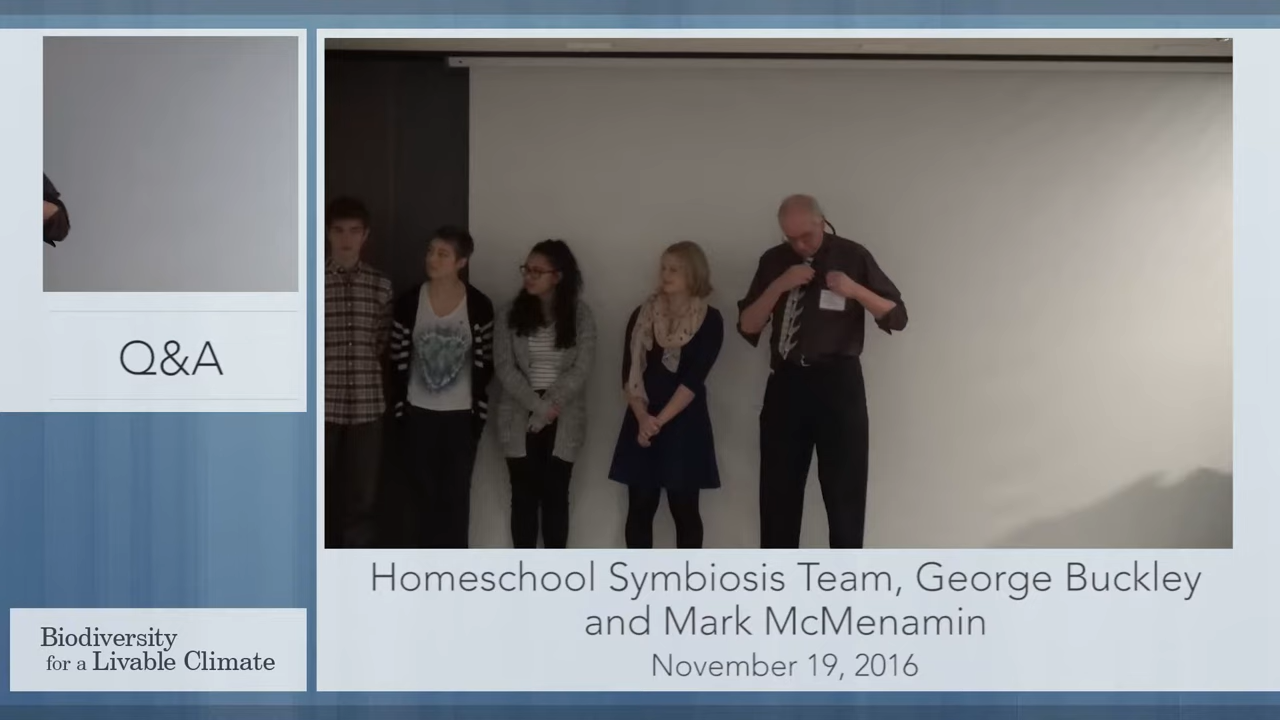 Q&A
Biodiversity
for a Livable Climate
Homeschool Symbiosis Team, George Buckley
and Mark McMenamin
November 19, 2016